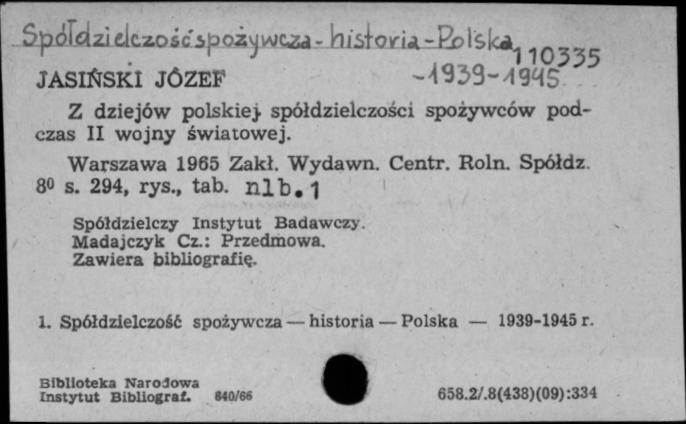 Spółdzielczość spożywcza - historia - Polska
110335
-1939-1945
JASIŃSKI JÓZEF
Z dziejów polskiej spółdzielczości spożywców pod-
czas II wojny światowej.
Warszawa 1965 Zakł. Wydawn. Centr. Roln. Spółdz.
8⁰ s. 294, rys., tab. nlb. 1
Spółdzielczy Instytut Badawczy.
Madajczyk Cz.: Przedmowa.
Zawiera bibliografię.
1. Spółdzielczość spożywcza — historia — Polska — 1939-1945 r.
Biblioteka Narodowa
Instytut Bibliograf. 840/66
658.2/.8(438)(09):334